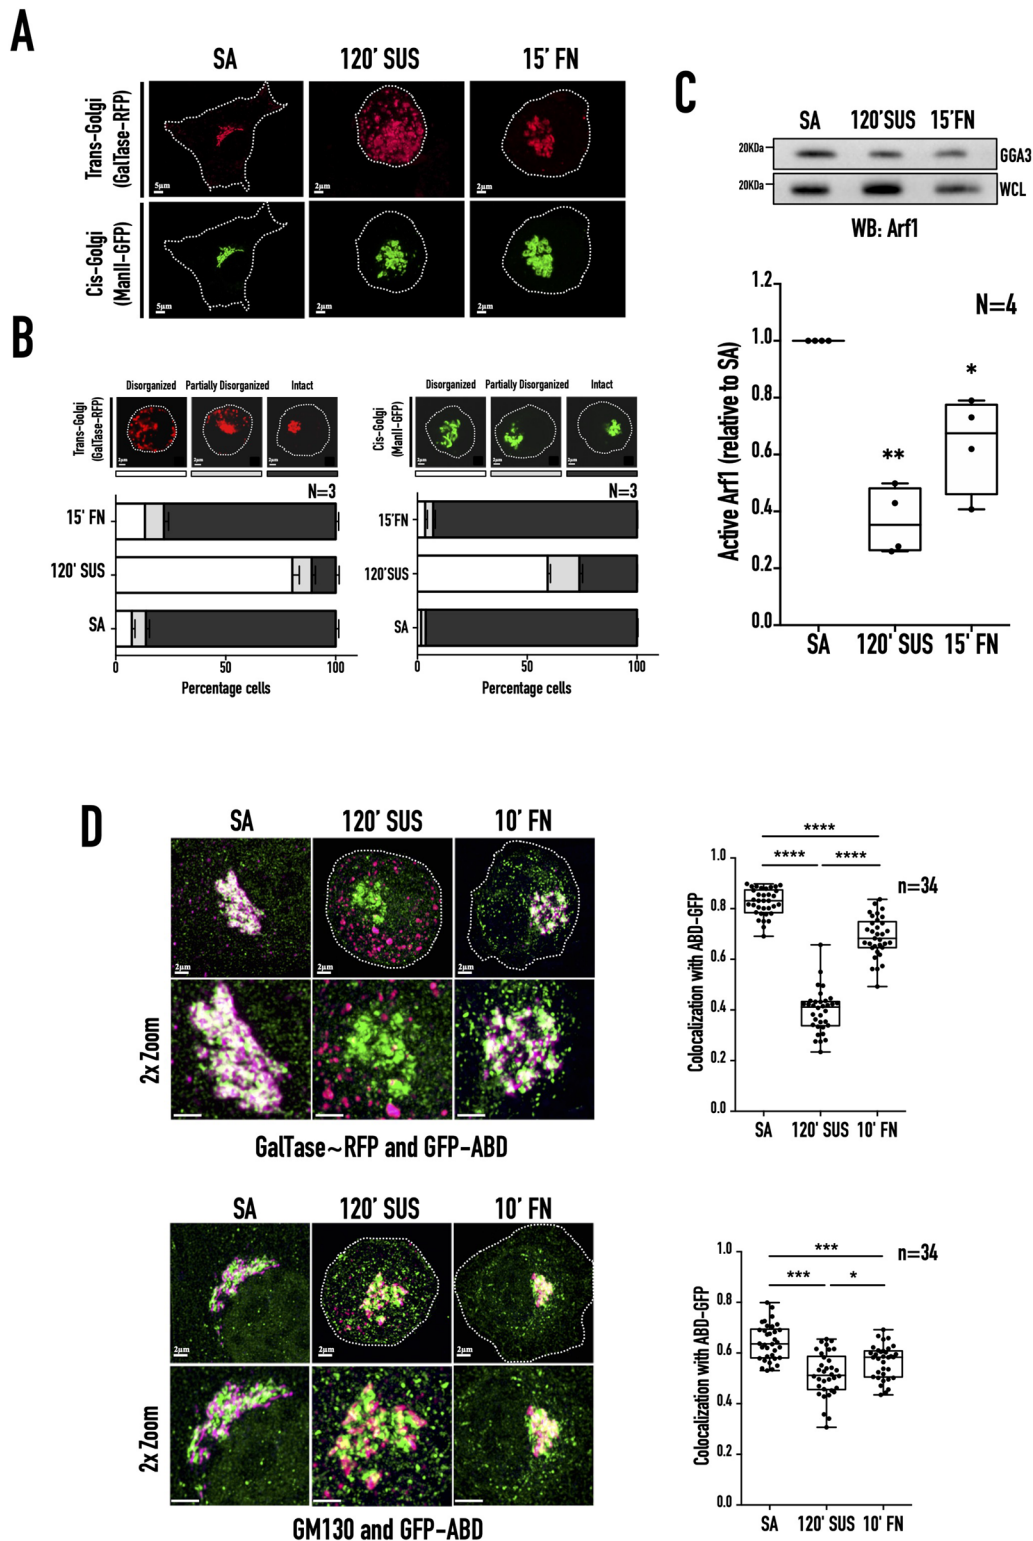 A
SA
120' SUS
15' FN
Trans-Golgi
(GalTase-RFP)
5µm
2µm
2µm
Cis-Golgi
(ManII-GFP)
5µm
2µm
2µm
B
Disorganized
Partially Disorganized
Intact
Trans-Golgi
(GalTase-RFP)
2µm
2µm
2µm
N=3
15' FN
120' SUS
SA
0
50
100
Percentage cells
Disorganized
Partially Disorganized
Intact
Cis-Golgi
(ManII-GFP)
2µm
2µm
2µm
N=3
15'FN
120'SUS
SA
0
50
100
Percentage cells
C
SA
120'SUS
15'FN
20KDa
GGA3
20KDa
WCL
WB: Arf1
Active Arf1 (relative to SA)
1.2
1.0
0.8
0.6
0.4
0.2
0.0
N=4
**
*
SA
120' SUS
15' FN
D
SA
120' SUS
10' FN
2µm
2µm
2µm
2x Zoom
GalTase~RFP and GFP-ABD
Colocalization with ABD-GFP
1.0
0.8
0.6
0.4
0.2
0.0
****
****
****
n=34
SA
120' SUS
10' FN
SA
120' SUS
10' FN
2µm
2µm
2µm
2x Zoom
GM130 and GFP-ABD
Colocalization with ABD-GFP
1.0
0.8
0.6
0.4
0.2
0.0
***
***
*
n=34
SA
120' SUS
10' FN